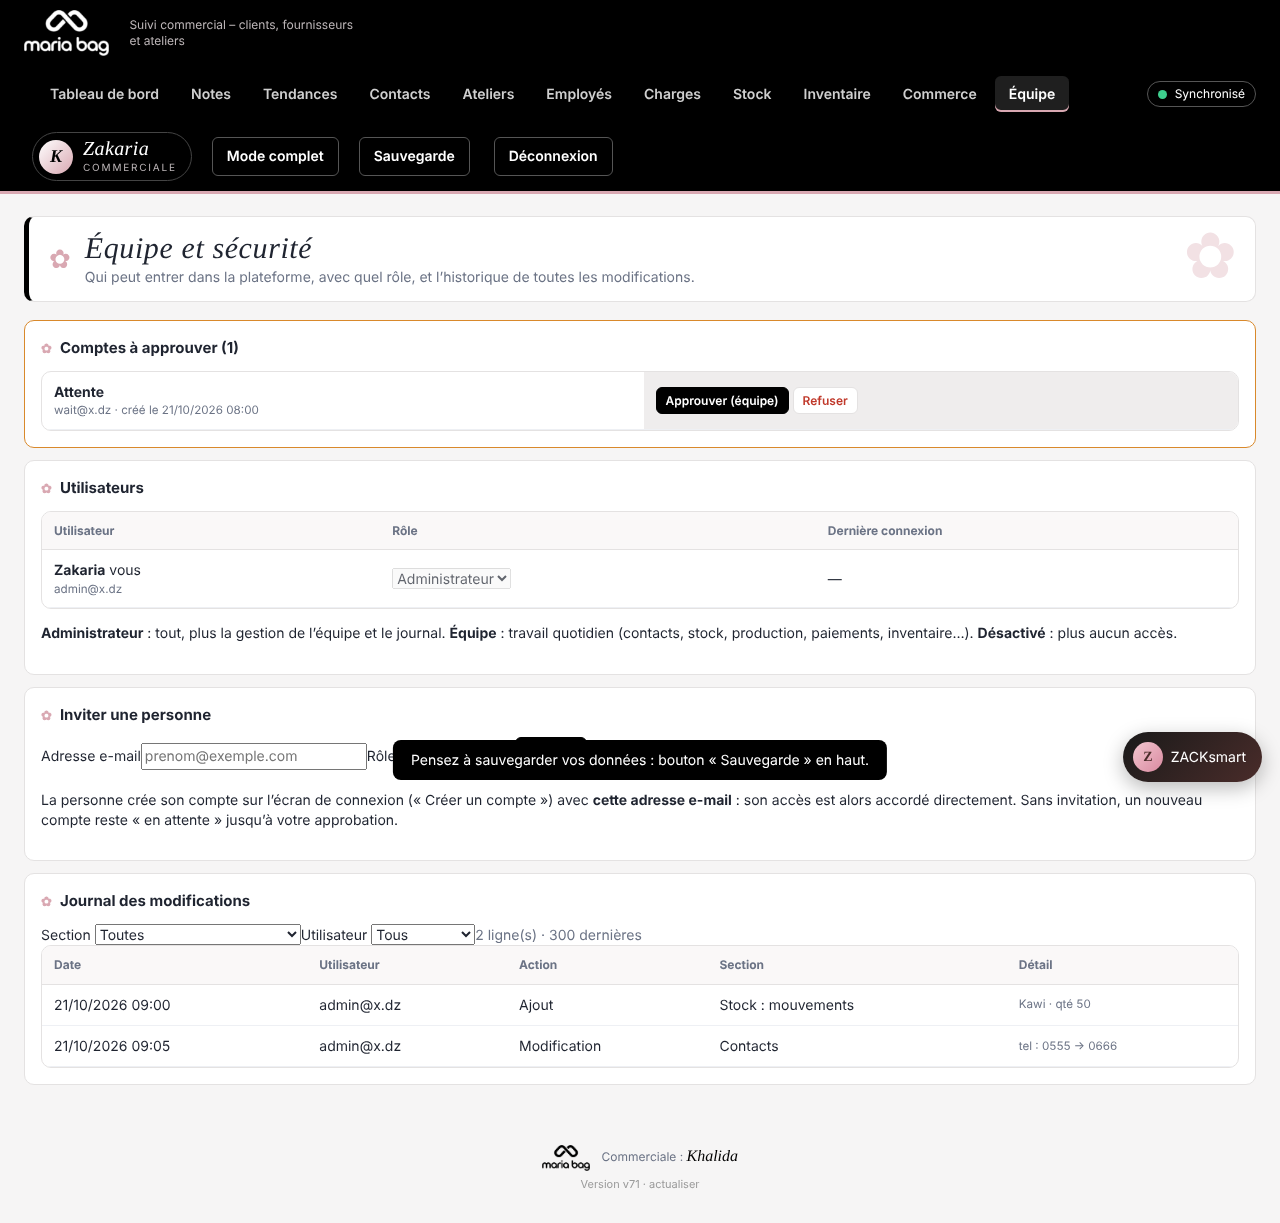 maria bag
Suivi commercial – clients, fournisseurs
et ateliers
Tableau de bord Notes Tendances Contacts Ateliers Employés Charges Stock Inventaire Commerce Équipe
Synchronisé
K
Zakaria
COMMERCIALE
Mode complet
Sauvegarde
Déconnexion
Équipe et sécurité
Qui peut entrer dans la plateforme, avec quel rôle, et l’historique de toutes les modifications.
Comptes à approuver (1)
Attente
wait@x.dz · créé le 21/10/2026 08:00
Approuver (équipe) Refuser
Utilisateurs
Utilisateur Rôle Dernière connexion
Zakaria vous
admin@x.dz
Administrateur
—
Administrateur : tout, plus la gestion de l’équipe et le journal. Équipe : travail quotidien (contacts, stock, production, paiements, inventaire…). Désactivé : plus aucun accès.
Inviter une personne
Adresse e-mail prenom@exemple.com Rôle
Pensez à sauvegarder vos données : bouton « Sauvegarde » en haut.
Z ZACKsmart
La personne crée son compte sur l’écran de connexion (« Créer un compte ») avec cette adresse e-mail : son accès est alors accordé directement. Sans invitation, un nouveau
compte reste « en attente » jusqu’à votre approbation.
Journal des modifications
Section Toutes Utilisateur Tous 2 ligne(s) · 300 dernières
Date Utilisateur Action Section Détail
21/10/2026 09:00 admin@x.dz Ajout Stock : mouvements Kawi · qté 50
21/10/2026 09:05 admin@x.dz Modification Contacts tel : 0555 → 0666
maria bag
Commerciale : Khalida
Version v71 · actualiser